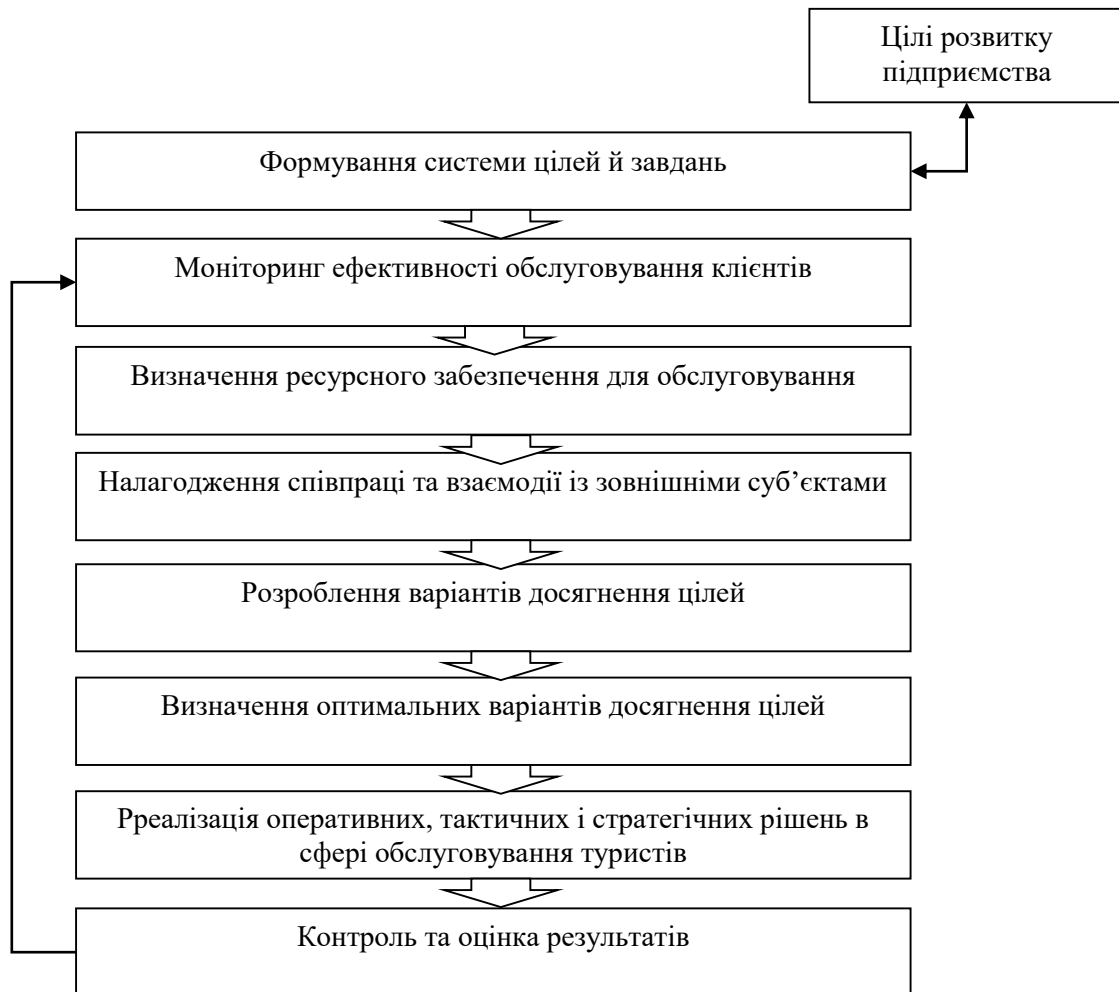 Цілі розвитку
підприємства
Формування системи цілей й завдань
Моніторинг ефективності обслуговування клієнтів
Визначення ресурсного забезпечення для обслуговування
Налагодження співпраці та взаємодії із зовнішніми суб’єктами
Розроблення варіантів досягнення цілей
Визначення оптимальних варіантів досягнення цілей
Рреалізація оперативних, тактичних і стратегічних рішень в
сфері обслуговування туристів
Контроль та оцінка результатів